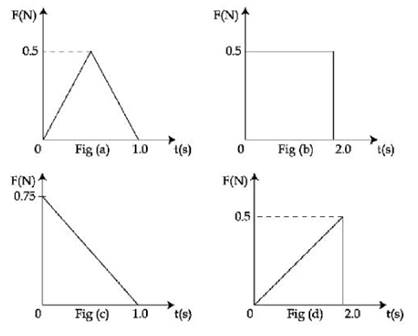 F(N)
0.5
0
Fig (a)
1.0
t(s)
F(N)
0.5
0
Fig (b)
2.0
t(s)
F(N)
0.75
0
Fig (c)
1.0
t(s)
F(N)
0.5
0
Fig (d)
2.0
t(s)